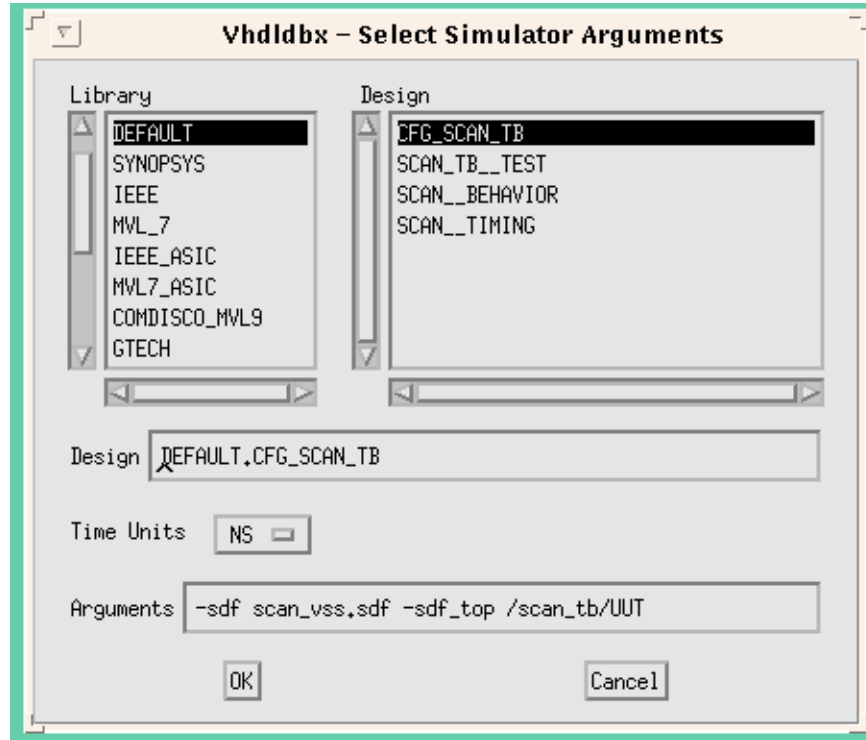 Vhdldbx – Select Simulator Arguments
Library
Design
DEFAULT
SYNOPSYS
IEEE
MVL_7
IEEE_ASIC
MVL7_ASIC
COMDISCO_MVL9
GTECH
CFG_SCAN_TB
SCAN_TB__TEST
SCAN__BEHAVIOR
SCAN__TIMING
Design DEFAULT.CFG_SCAN_TB
Time Units NS
Arguments -sdf scan_vss.sdf -sdf_top /scan_tb/UUT
OK
Cancel